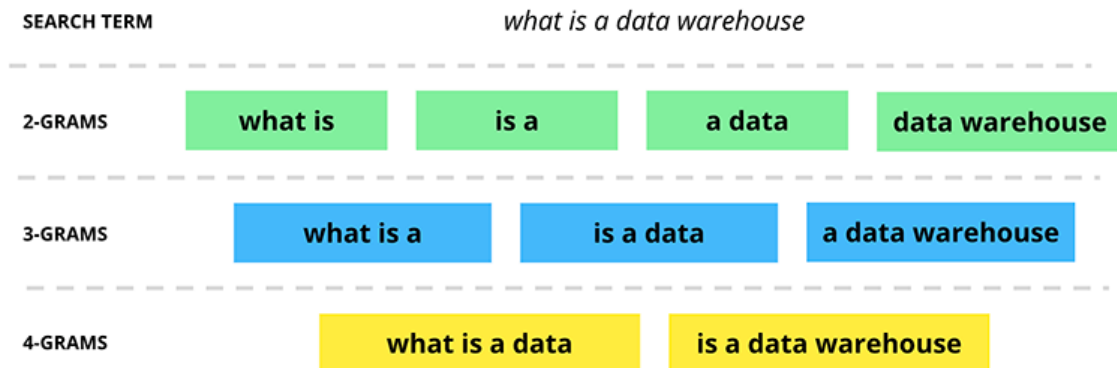 SEARCH TERM what is a data warehouse
2-GRAMS what is is a a data data warehouse
3-GRAMS what is a is a data a data warehouse
4-GRAMS what is a data is a data warehouse